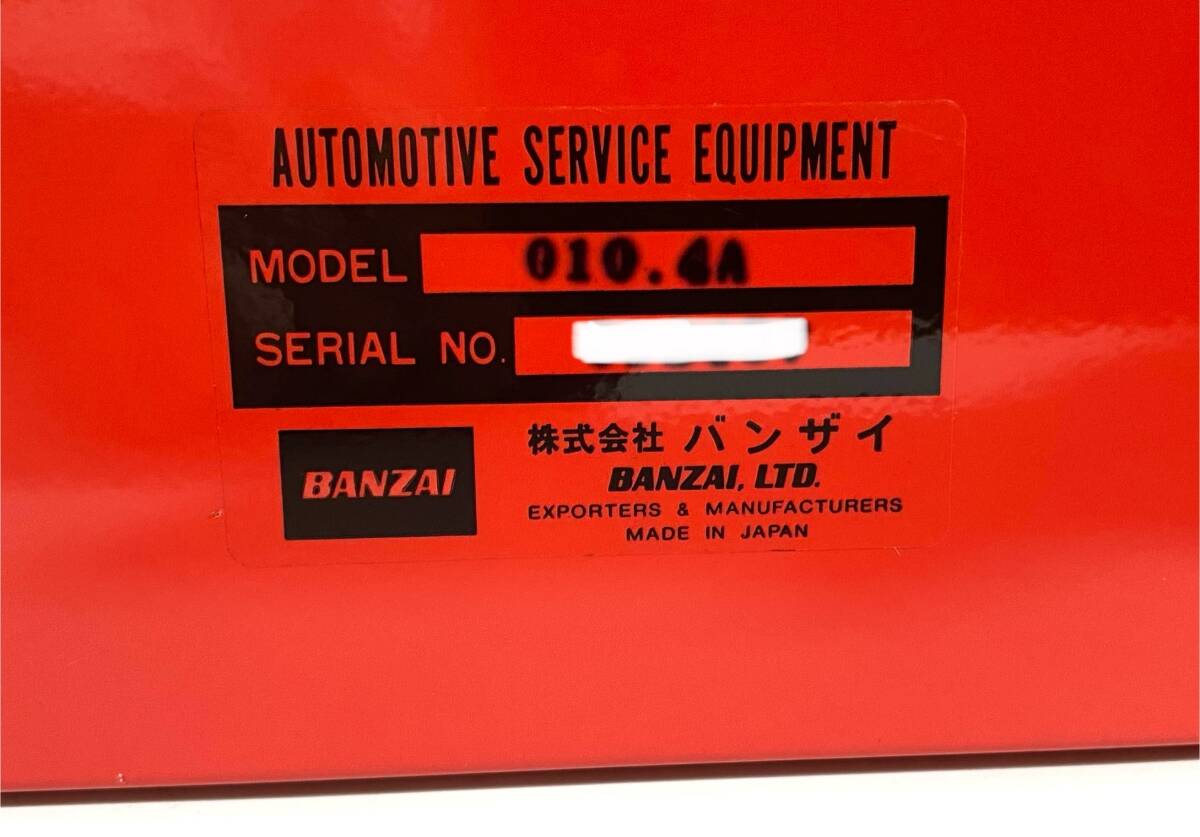 AUTOMOTIVE SERVICE EQUIPMENT
MODEL 010.4A
SERIAL NO.
BANZAI
株式会社 バンザイ
BANZAI, LTD.
EXPORTERS & MANUFACTURERS
MADE IN JAPAN